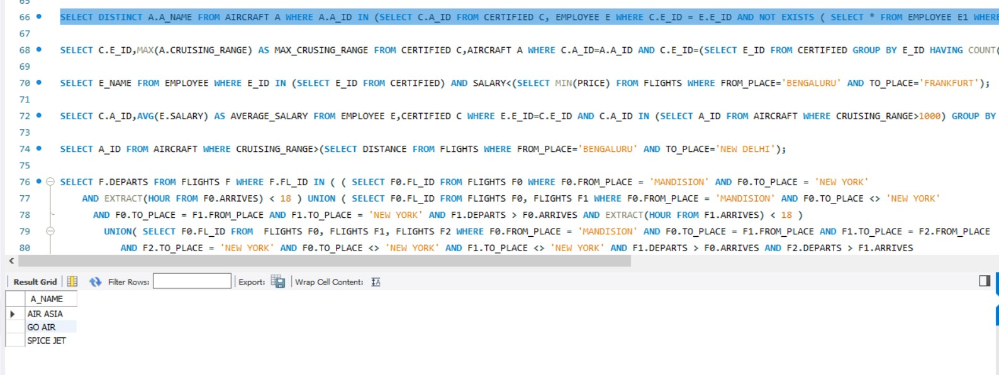 65
66 SELECT DISTINCT A.A_NAME FROM AIRCRAFT A WHERE A.A_ID IN (SELECT C.A_ID FROM CERTIFIED C, EMPLOYEE E WHERE C.E_ID = E.E_ID AND NOT EXISTS ( SELECT * FROM EMPLOYEE E1 WHERE
67
68 SELECT C.E_ID,MAX(A.CRUISING_RANGE) AS MAX_CRUSING_RANGE FROM CERTIFIED C,AIRCRAFT A WHERE C.A_ID=A.A_ID AND C.E_ID=(SELECT E_ID FROM CERTIFIED GROUP BY E_ID HAVING COUNT(
69
70 SELECT E_NAME FROM EMPLOYEE WHERE E_ID IN (SELECT E_ID FROM CERTIFIED) AND SALARY<(SELECT MIN(PRICE) FROM FLIGHTS WHERE FROM_PLACE='BENGALURU' AND TO_PLACE='FRANKFURT');
71
72 SELECT C.A_ID,AVG(E.SALARY) AS AVERAGE_SALARY FROM EMPLOYEE E,CERTIFIED C WHERE E.E_ID=C.E_ID AND C.A_ID IN (SELECT A_ID FROM AIRCRAFT WHERE CRUISING_RANGE>1000) GROUP BY
73
74 SELECT A_ID FROM AIRCRAFT WHERE CRUISING_RANGE>(SELECT DISTANCE FROM FLIGHTS WHERE FROM_PLACE='BENGALURU' AND TO_PLACE='NEW DELHI');
75
76 SELECT F.DEPARTS FROM FLIGHTS F WHERE F.FL_ID IN ( ( SELECT F0.FL_ID FROM FLIGHTS F0 WHERE F0.FROM_PLACE = 'MANDISION' AND F0.TO_PLACE = 'NEW YORK'
77 AND EXTRACT(HOUR FROM F0.ARRIVES) < 18 ) UNION ( SELECT F0.FL_ID FROM FLIGHTS F0, FLIGHTS F1 WHERE F0.FROM_PLACE = 'MANDISION' AND F0.TO_PLACE <> 'NEW YORK'
78 AND F0.TO_PLACE = F1.FROM_PLACE AND F1.TO_PLACE = 'NEW YORK' AND F1.DEPARTS > F0.ARRIVES AND EXTRACT(HOUR FROM F1.ARRIVES) < 18 )
79 UNION( SELECT F0.FL_ID FROM FLIGHTS F0, FLIGHTS F1, FLIGHTS F2 WHERE F0.FROM_PLACE = 'MANDISION' AND F0.TO_PLACE = F1.FROM_PLACE AND F1.TO_PLACE = F2.FROM_PLACE
80 AND F2.TO_PLACE = 'NEW YORK' AND F0.TO_PLACE <> 'NEW YORK' AND F1.TO_PLACE <> 'NEW YORK' AND F1.DEPARTS > F0.ARRIVES AND F2.DEPARTS > F1.ARRIVES
Result Grid Filter Rows: Export: Wrap Cell Content:
A_NAME
AIR ASIA
GO AIR
SPICE JET